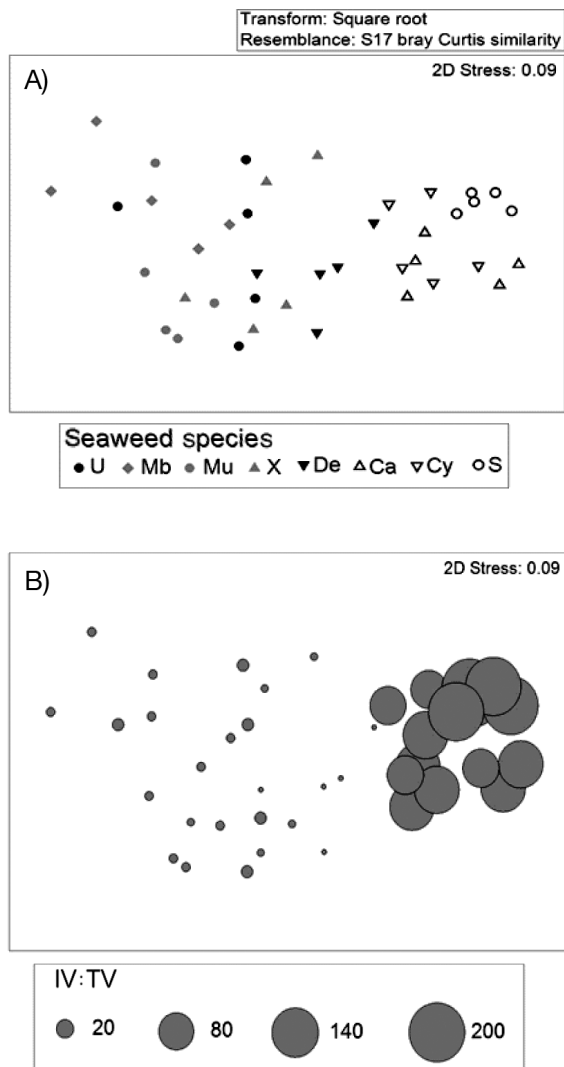 Transform: Square root
Resemblance: S17 bray Curtis similarity
A)
2D Stress: 0.09
Seaweed species
U Mb Mu X De Ca Cy S
B)
2D Stress: 0.09
IV:TV
20 80 140 200